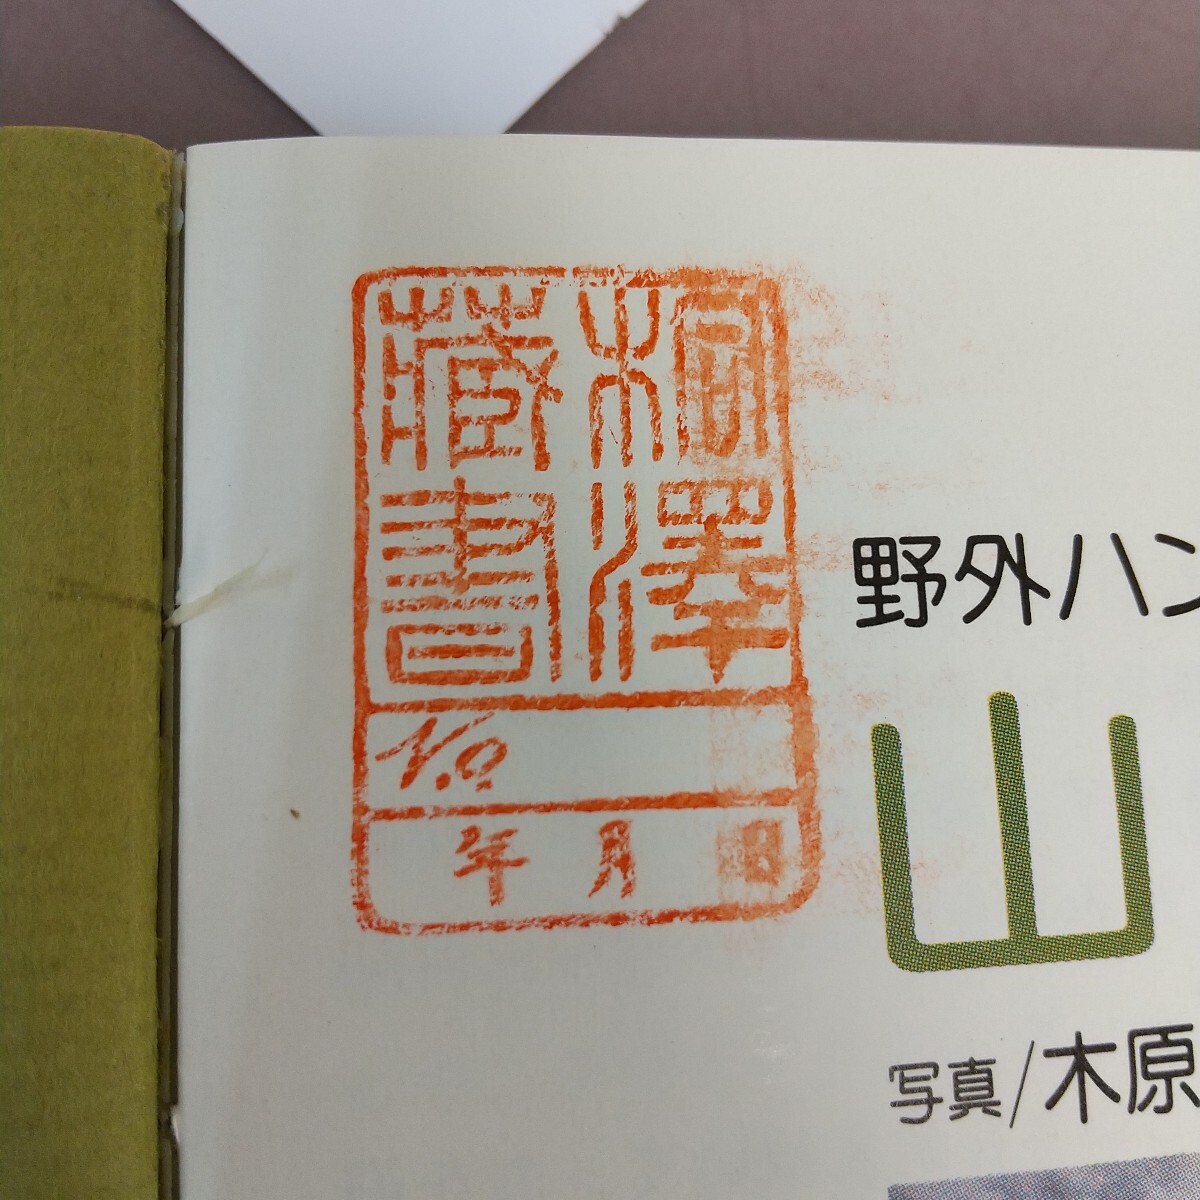 桐澤
藏書
No.
年 月 日
野外ハン
山
写真/木原